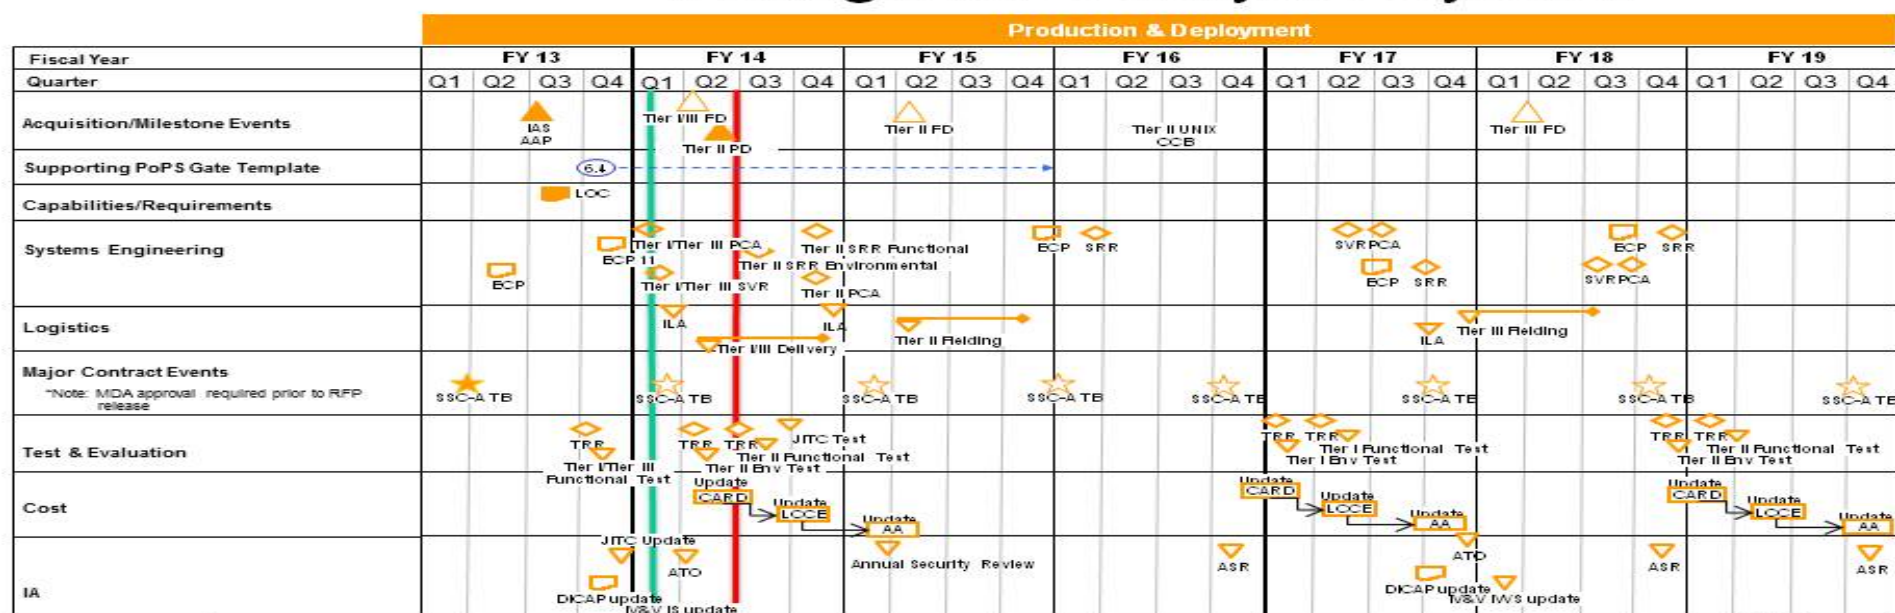 Production & Deployment
Fiscal Year FY 13 FY 14 FY 15 FY 16 FY 17 FY 18 FY 19
Quarter Q1 Q2 Q3 Q4 Q1 Q2 Q3 Q4 Q1 Q2 Q3 Q4 Q1 Q2 Q3 Q4 Q1 Q2 Q3 Q4 Q1 Q2 Q3 Q4 Q1 Q2 Q3 Q4
Acquisition/Milestone Events
Tier I/III FD
IAS
AAP
Tier II PD
Tier II FD
Tier II UNIX
CCB
Tier III FD
Supporting PoPS Gate Template
6.4
Capabilities/Requirements
LOC
Systems Engineering
ECP
ECP 11
Tier I/Tier III PCA
Tier I/Tier III SVR
Tier II SRR Functional
Tier II SRR Environmental
Tier II PCA
ECP SRR
SVR PCA
ECP SRR
ECP SRR
SVR PCA
Logistics
ILA
ILA
Tier I/III Delivery
Tier II Fielding
ILA
Tier III Fielding
Major Contract Events
*Note: MDA approval required prior to RFP
release
SSC-A TB SSC-A TB SSC-A TB SSC-A TB SSC-A TB SSC-A TB SSC-A TB SSC-A TB
Test & Evaluation
TRR
Tier I/Tier III
Functional Test
TRR TRR
JITC Test
Tier II Functional Test
Tier II Env Test
TRR TRR
Tier I Functional Test
Tier I Env Test
TRR TRR
Tier II Functional Test
Tier II Env Test
Cost
Update
CARD
Update
LCCE
Update
AA
Update
CARD
Update
LCCE
Update
AA
Update
CARD
Update
LCCE
Update
AA
IA
JITC Update
ATO
DICAP update
IV&V IS update
Annual Security Review
ASR
ATO
DICAP update
ASR
ASR